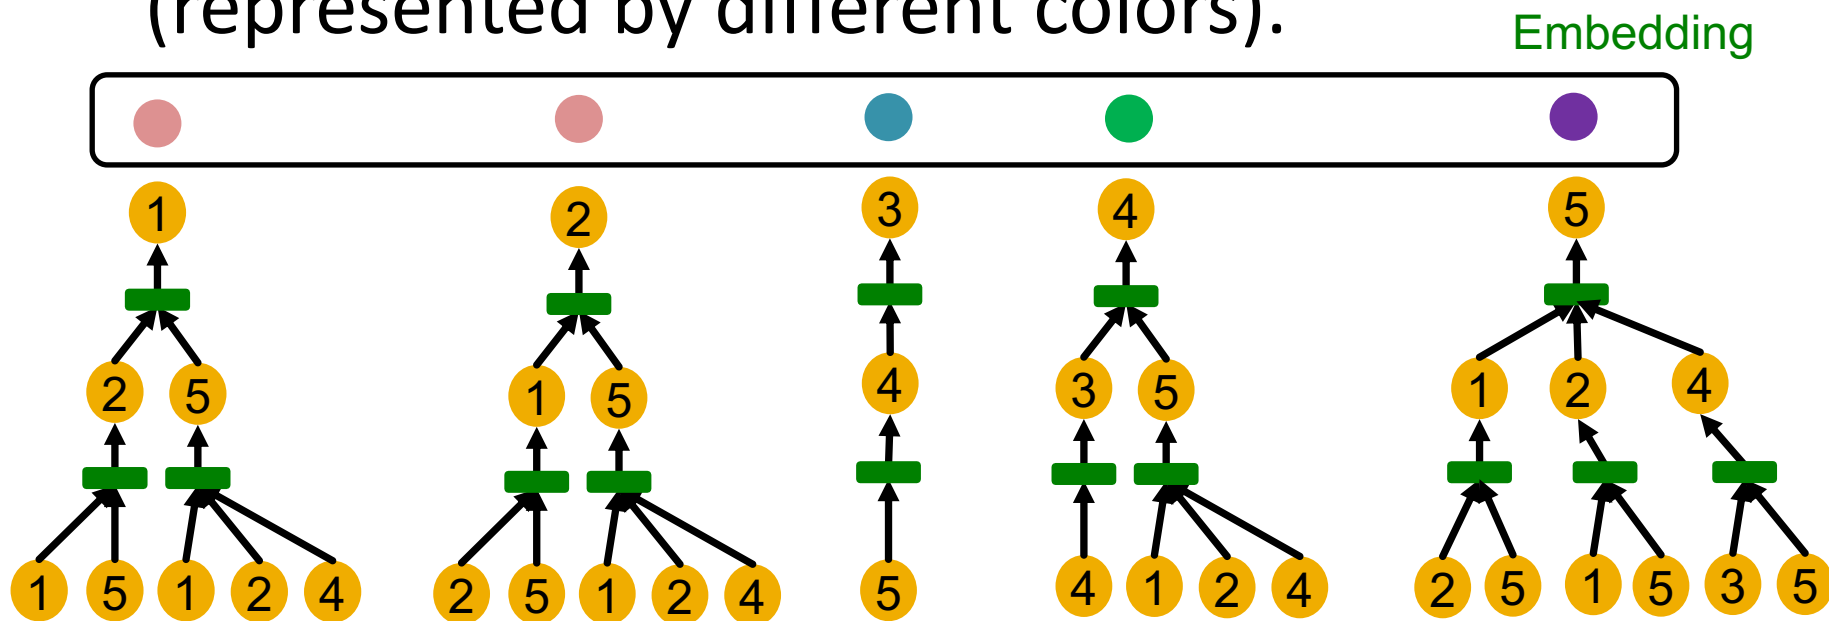 (represented by different colors).
Embedding
1 2 3 4 5
2 5 1 5 4 3 5 1 2 4
1 5 1 2 4 2 5 1 2 4 5 4 1 2 4 2 5 1 5 3 5